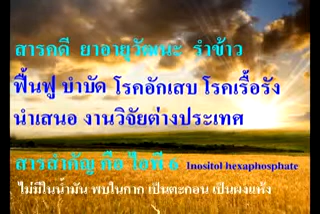 สารคดี ยาอายุวัฒนะ รำข้าว
ฟื้นฟู บำบัด โรคอักเสบ โรคเรื้อรัง
นำเสนอ งานวิจัยต่างประเทศ
สารสำคัญ คือ ไอพี 6 Inositol hexaphosphate
ไม่มีในน้ำมัน พบในกาก เป็นตะกอน เป็นผงแห้ง